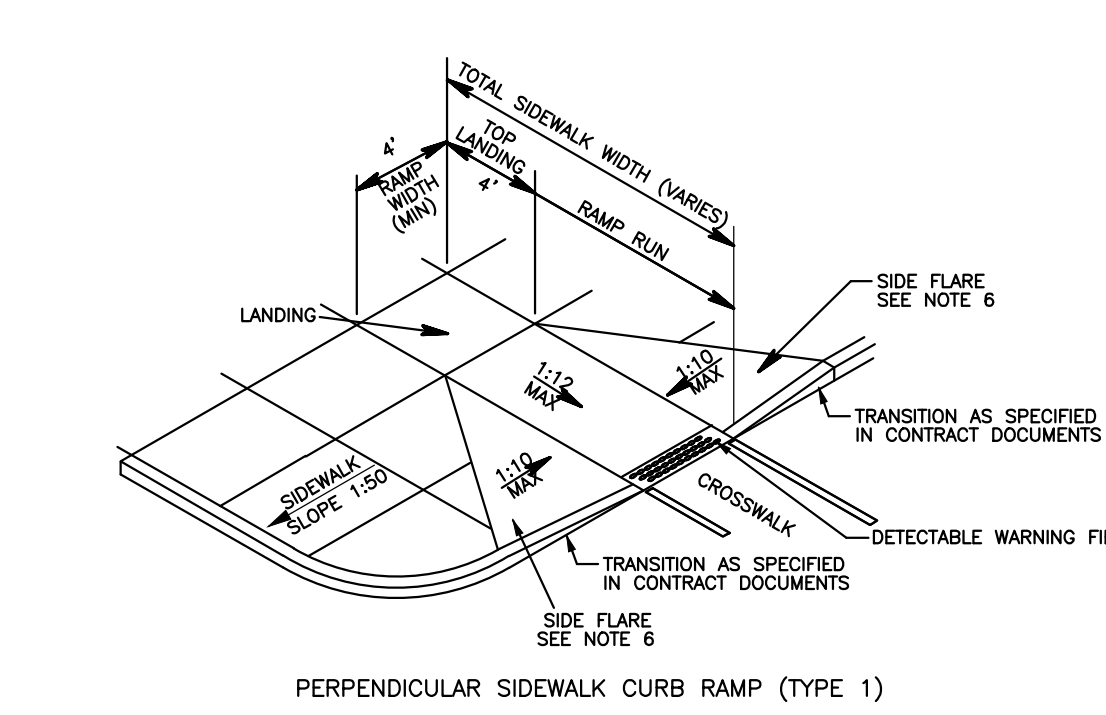 TOTAL SIDEWALK WIDTH (VARIES)
TOP
LANDING
4'
4'
RAMP
WIDTH
(MIN)
RAMP RUN
SIDE FLARE
SEE NOTE 6
LANDING
1:12
MAX
1:10
MAX
TRANSITION AS SPECIFIED
IN CONTRACT DOCUMENTS
SIDEWALK
SLOPE 1:50
1:10
MAX
CROSSWALK
DETECTABLE WARNING
TRANSITION AS SPECIFIED
IN CONTRACT DOCUMENTS
SIDE FLARE
SEE NOTE 6
PERPENDICULAR SIDEWALK CURB RAMP (TYPE 1)